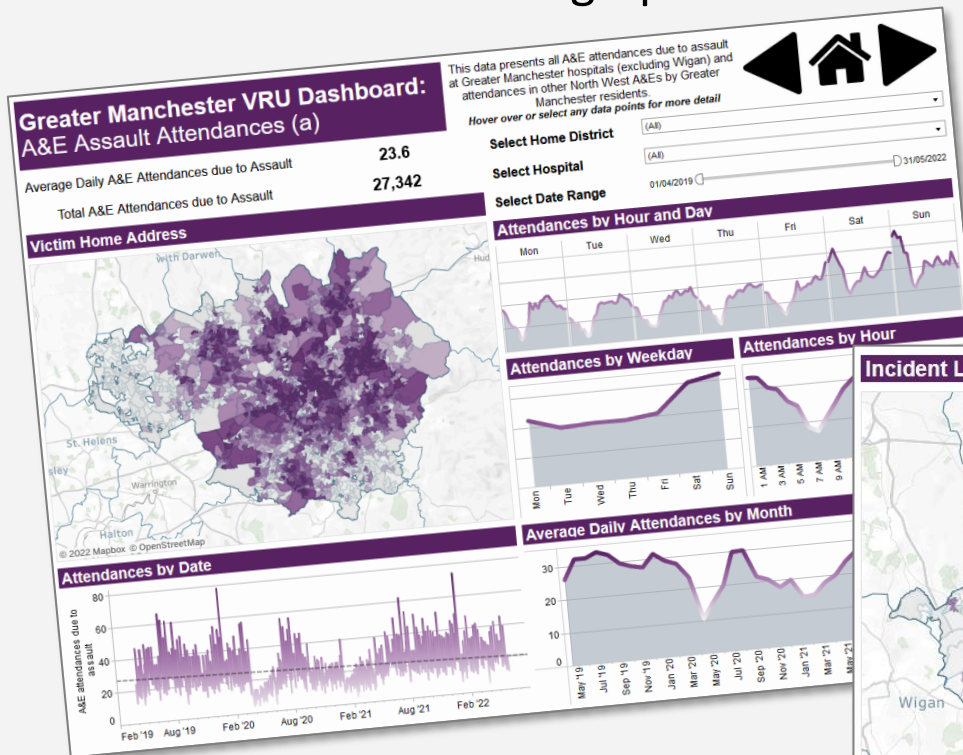 Greater Manchester VRU Dashboard:
A&E Assault Attendances (a)
This data presents all A&E attendances due to assault
at Greater Manchester hospitals (excluding Wigan) and
attendances in other North West A&Es by Greater
Manchester residents.
Hover over or select any data points for more detail
Average Daily A&E Attendances due to Assault 23.6
Total A&E Attendances due to Assault 27,342
Select Home District (All)
Select Hospital (All)
Select Date Range 01/04/2019 31/05/2022
Victim Home Address
with Darwen
Hud
St. Helens
sley
Warrington
Halton
© 2022 Mapbox © OpenStreetMap
Attendances by Hour and Day
Mon Tue Wed Thu Fri Sat Sun
Attendances by Weekday
Mon Tue Wed Thu Fri Sat Sun
Attendances by Hour
1 AM 3 AM 5 AM 7 AM 9 AM
Incident L
Wigan
Attendances by Date
A&E attendances due to
assault
80
60
40
20
0
Feb '19 Aug '19 Feb '20 Aug '20 Feb '21 Aug '21 Feb '22
Average Daily Attendances by Month
30
20
10
0
May '19 Jul '19 Sep '19 Nov '19 Jan '20 Mar '20 May '20 Jul '20 Sep '20 Nov '20 Jan '21 Mar '21 May '21